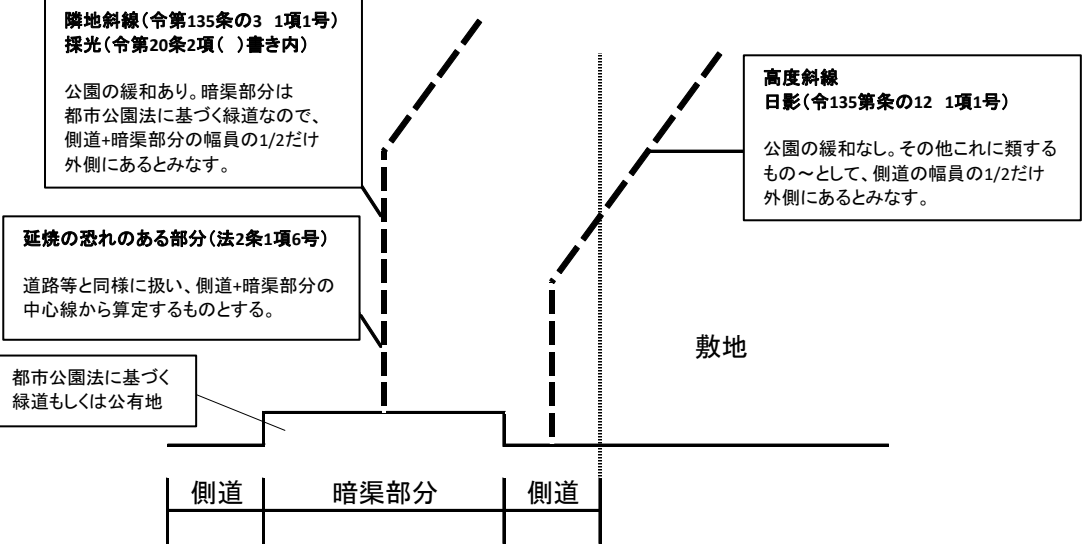 隣地斜線(令第135条の3 1項1号)
採光(令第20条2項( )書き内)
公園の緩和あり。暗渠部分は
都市公園法に基づく緑道なので、
側道+暗渠部分の幅員の1/2だけ
外側にあるとみなす。
延焼の恐れのある部分(法2条1項6号)
道路等と同様に扱い、側道+暗渠部分の
中心線から算定するものとする。
都市公園法に基づく
緑道もしくは公有地
高度斜線
日影(令135第条の12 1項1号)
公園の緩和なし。その他これに類する
もの～として、側道の幅員の1/2だけ
外側にあるとみなす。
敷地
側道
暗渠部分
側道